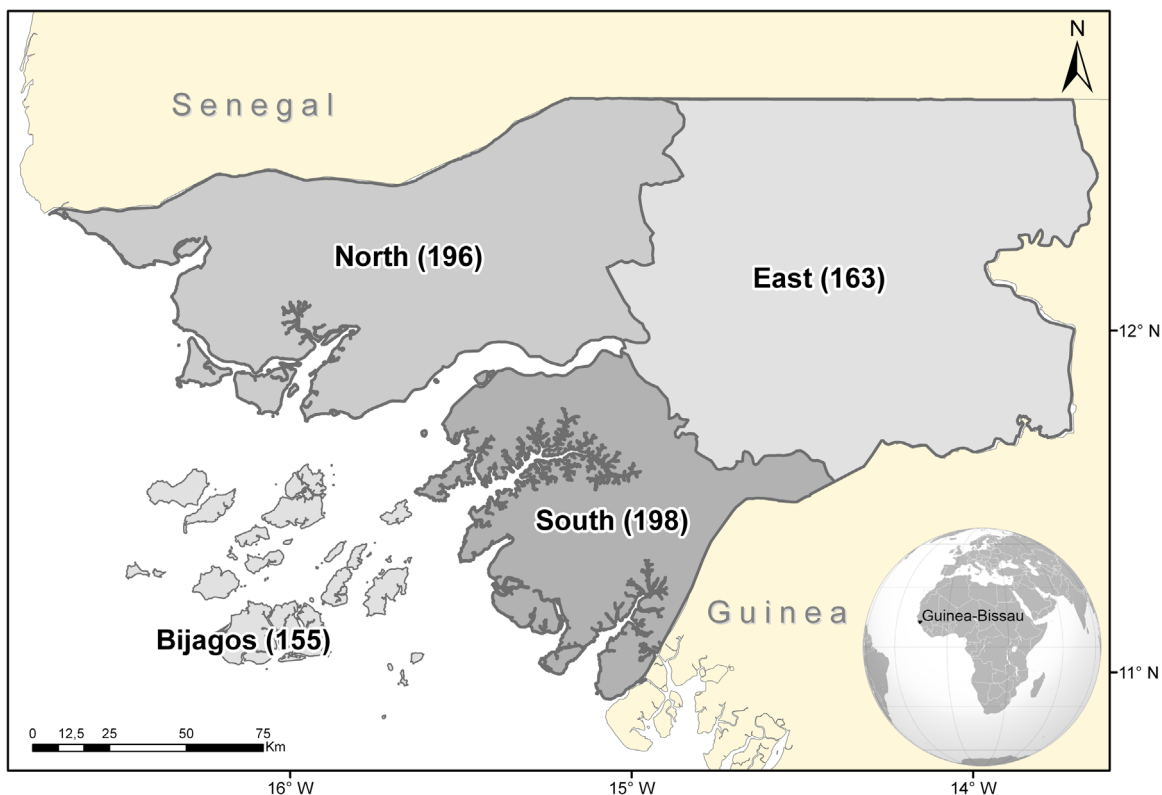 N
Senegal
North (196)
East (163)
12° N
South (198)
Guinea
Guinea-Bissau
Bijagos (155)
11° N
0 12,5 25 50 75
Km
16° W 15° W 14° W